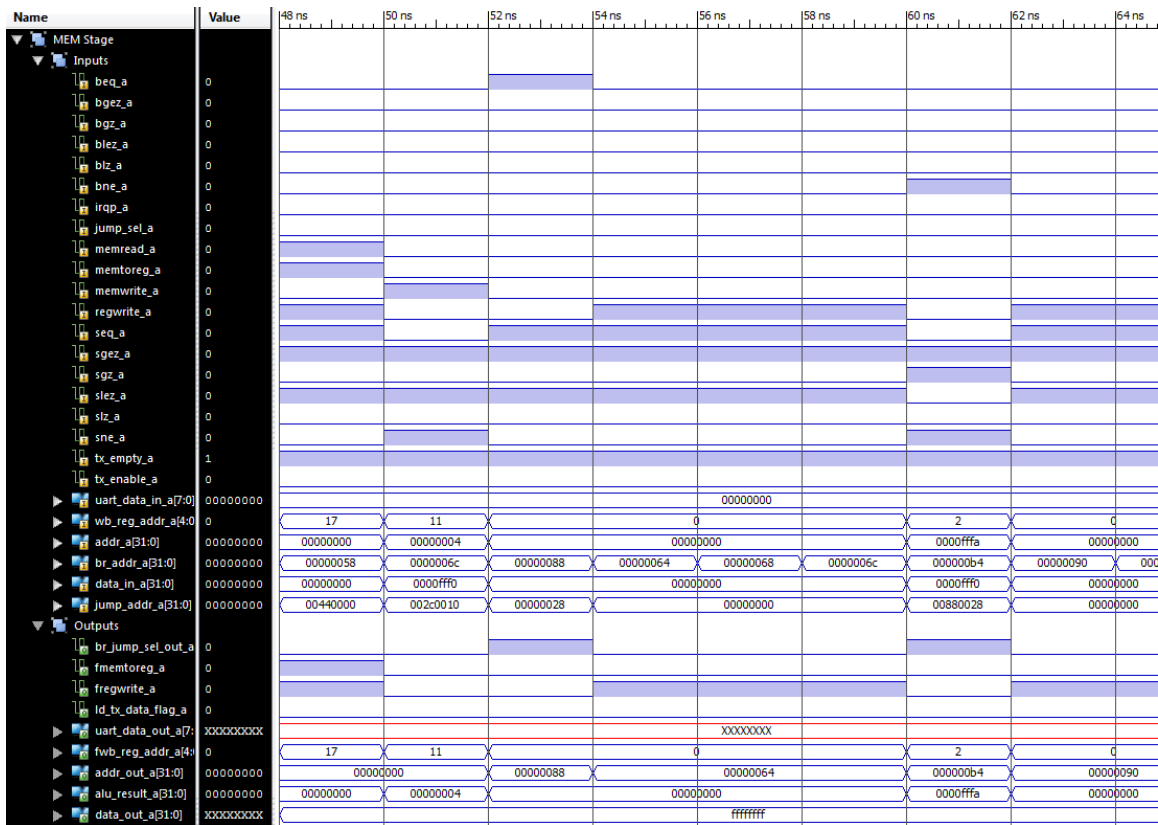 Name Value 48 ns 50 ns 52 ns 54 ns 56 ns 58 ns 60 ns 62 ns 64 ns
MEM Stage
Inputs
beq_a 0
bgez_a 0
bgz_a 0
blez_a 0
blz_a 0
bne_a 0
irqp_a 0
jump_sel_a 0
memread_a 0
memtoreg_a 0
memwrite_a 0
regwrite_a 0
seq_a 0
sgez_a 0
sgz_a 0
slez_a 0
slz_a 0
sne_a 0
tx_empty_a 1
tx_enable_a 0
uart_data_in_a[7:0] 00000000 00000000
wb_reg_addr_a[4:0 0 17 11 0 2 0
addr_a[31:0] 00000000 00000000 00000004 00000000 0000fffa 00000000
br_addr_a[31:0] 00000000 00000058 0000006c 00000088 00000064 00000068 0000006c 000000b4 00000090 000
data_in_a[31:0] 00000000 00000000 0000fff0 00000000 0000fff0 00000000
jump_addr_a[31:0] 00000000 00440000 002c0010 00000028 00000000 00880028 00000000
Outputs
br_jump_sel_out_a 0
fmemtoreg_a 0
fregwrite_a 0
ld_tx_data_flag_a 0
uart_data_out_a[7: XXXXXXXX XXXXXXXX
fwb_reg_addr_a[4: 0 17 11 0 2 0
addr_out_a[31:0] 00000000 00000000 00000088 00000064 000000b4 00000090
alu_result_a[31:0] 00000000 00000000 00000004 00000000 0000fffa 00000000
data_out_a[31:0] XXXXXXXX ffffffff